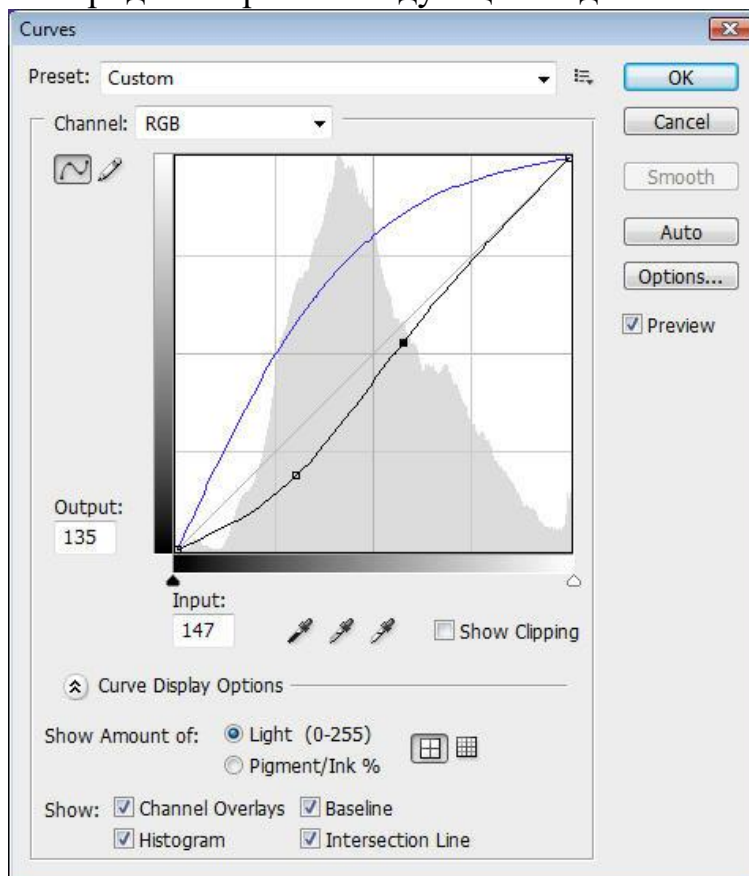 Curves
Preset: Custom
OK
Channel: RGB
Cancel
Smooth
Auto
Options...
Preview
Output:
135
Input:
147
Show Clipping
Curve Display Options
Show Amount of: Light (0-255)
Pigment/Ink %
Show: Channel Overlays Baseline
Histogram Intersection Line